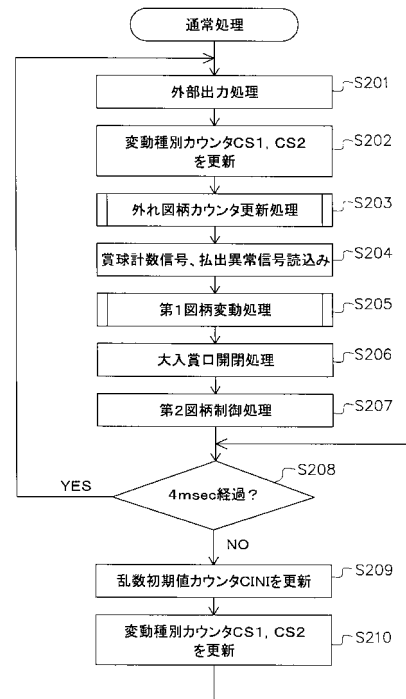 通常処理
外部出力処理
S201
変動種別カウンタCS1, CS2
を更新
S202
外れ図柄カウンタ更新処理
S203
賞球計数信号、払出異常信号読込み
S204
第1図柄変動処理
S205
大入賞口開閉処理
S206
第2図柄制御処理
S207
S208
4msec経過?
YES
NO
乱数初期値カウンタCINIを更新
S209
変動種別カウンタCS1, CS2
を更新
S210